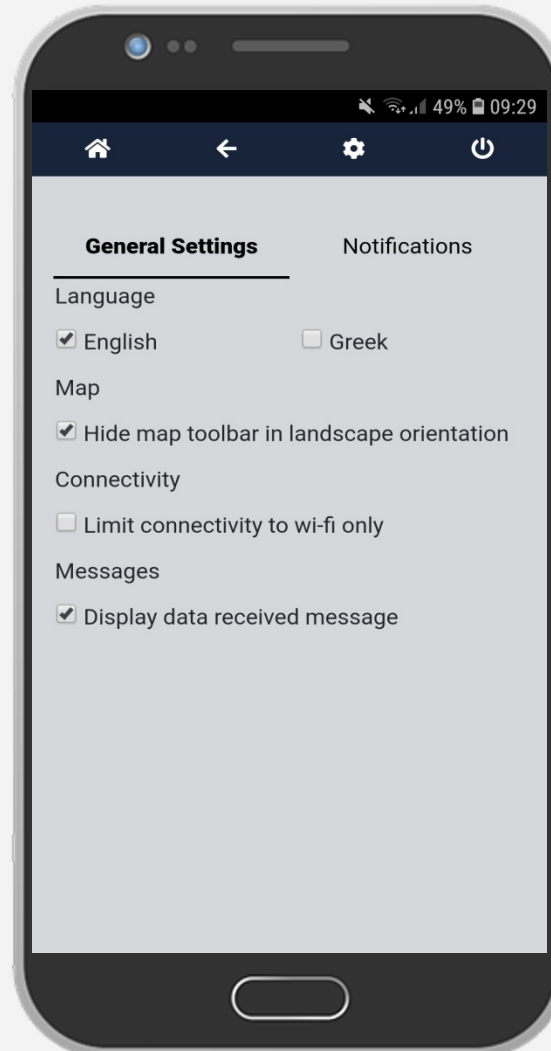 49% 09:29
General Settings Notifications
Language
English Greek
Map
Hide map toolbar in landscape orientation
Connectivity
Limit connectivity to wi-fi only
Messages
Display data received message